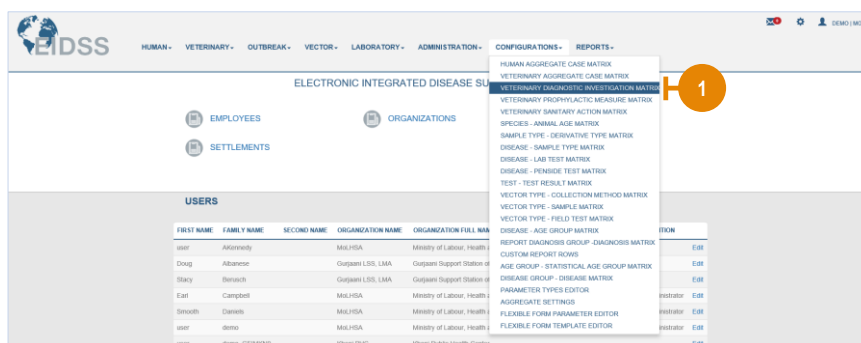 EIDSS
HUMAN VETERINARY OUTBREAK VECTOR LABORATORY ADMINISTRATION CONFIGURATIONS REPORTS
DEMO | MO
HUMAN AGGREGATE CASE MATRIX
VETERINARY AGGREGATE CASE MATRIX
VETERINARY DIAGNOSTIC INVESTIGATION MATRIX
1
VETERINARY PROPHYLACTIC MEASURE MATRIX
VETERINARY SANITARY ACTION MATRIX
SPECIES - ANIMAL AGE MATRIX
SAMPLE TYPE - DERIVATIVE TYPE MATRIX
DISEASE - SAMPLE TYPE MATRIX
DISEASE - LAB TEST MATRIX
DISEASE - PENSIDE TEST MATRIX
TEST - TEST RESULT MATRIX
VECTOR TYPE - COLLECTION METHOD MATRIX
VECTOR TYPE - SAMPLE MATRIX
VECTOR TYPE - FIELD TEST MATRIX
DISEASE - AGE GROUP MATRIX
REPORT DIAGNOSIS GROUP -DIAGNOSIS MATRIX
CUSTOM REPORT ROWS
AGE GROUP - STATISTICAL AGE GROUP MATRIX
DISEASE GROUP - DISEASE MATRIX
PARAMETER TYPES EDITOR
AGGREGATE SETTINGS
FLEXIBLE FORM PARAMETER EDITOR
FLEXIBLE FORM TEMPLATE EDITOR
ELECTRONIC INTEGRATED DISEASE SU
EMPLOYEES ORGANIZATIONS
SETTLEMENTS
USERS
FIRST NAME FAMILY NAME SECOND NAME ORGANIZATION NAME ORGANIZATION FULL NAM ITION
user AKennedy MoLHSA Ministry of Labour, Health a Edit
Doug Albanese Gurjaani LSS, LMA Gurjaani Support Station of Edit
Stacy Gurjaani LSS, LMA Gurjaani Support Station of Edit
Earl Campbell MoLHSA Ministry of Labour, Health a ministrator Edit
Smooth Daniels MoLHSA Ministry of Labour, Health a ministrator Edit
user demo MoLHSA Ministry of Labour, Health a ministrator Edit